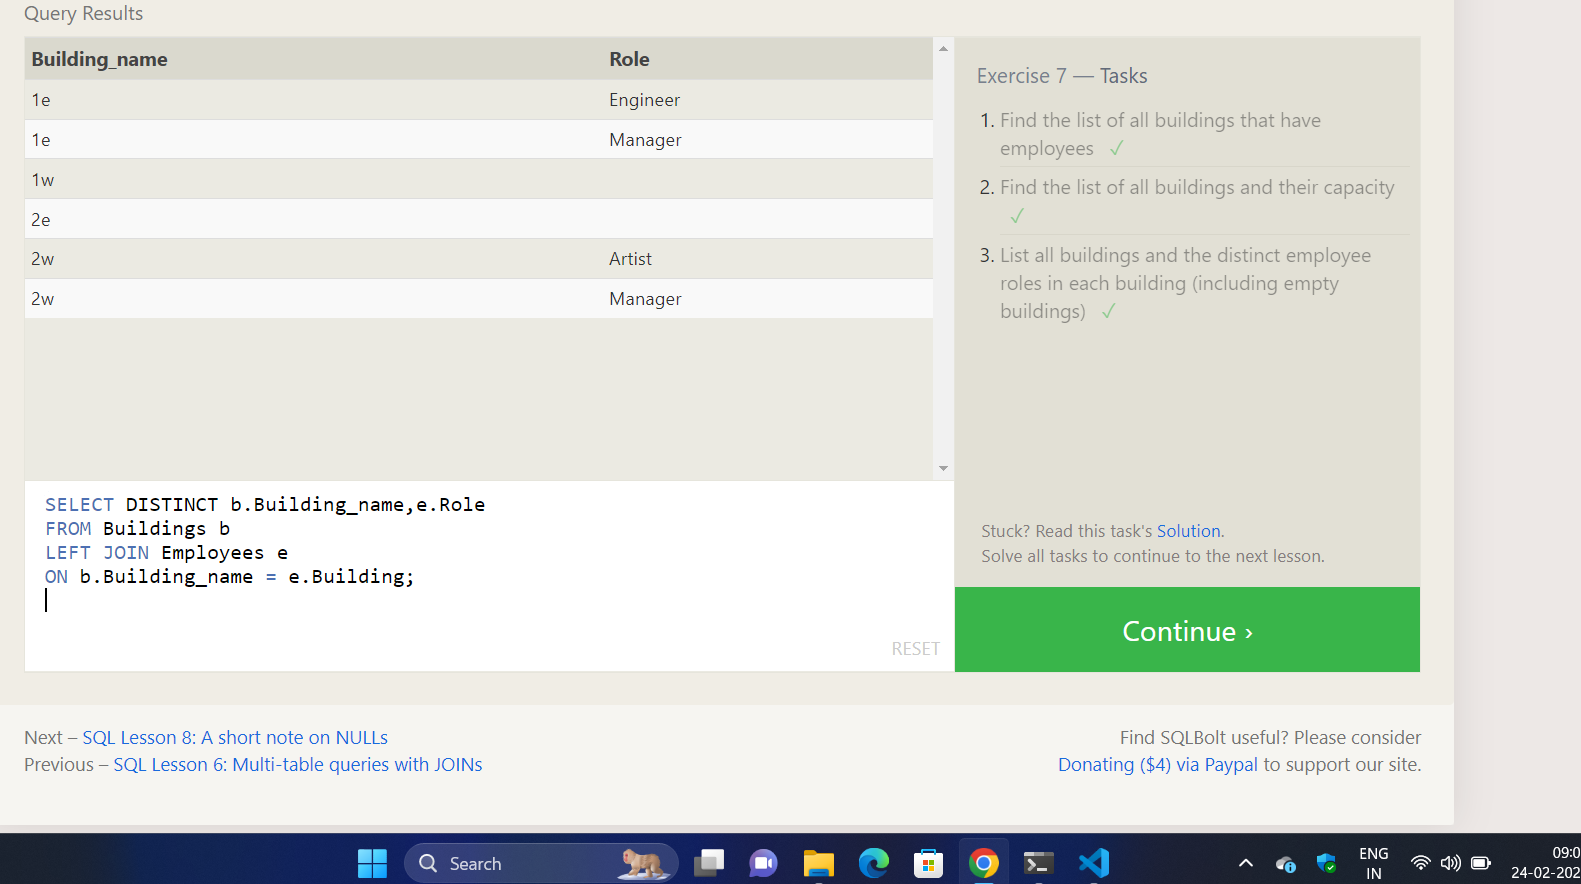 Query Results
Building_name Role
1e Engineer
1e Manager
1w
2e
2w Artist
2w Manager
Exercise 7 — Tasks
1. Find the list of all buildings that have
employees ✓
2. Find the list of all buildings and their capacity
✓
3. List all buildings and the distinct employee
roles in each building (including empty
buildings) ✓
Stuck? Read this task's Solution.
Solve all tasks to continue to the next lesson.
Continue ›
SELECT DISTINCT b.Building_name,e.Role
FROM Buildings b
LEFT JOIN Employees e
ON b.Building_name = e.Building;
RESET
Next – SQL Lesson 8: A short note on NULLs
Previous – SQL Lesson 6: Multi-table queries with JOINs
Find SQLBolt useful? Please consider
Donating ($4) via Paypal to support our site.
Search
ENG
IN
09:0
24-02-202